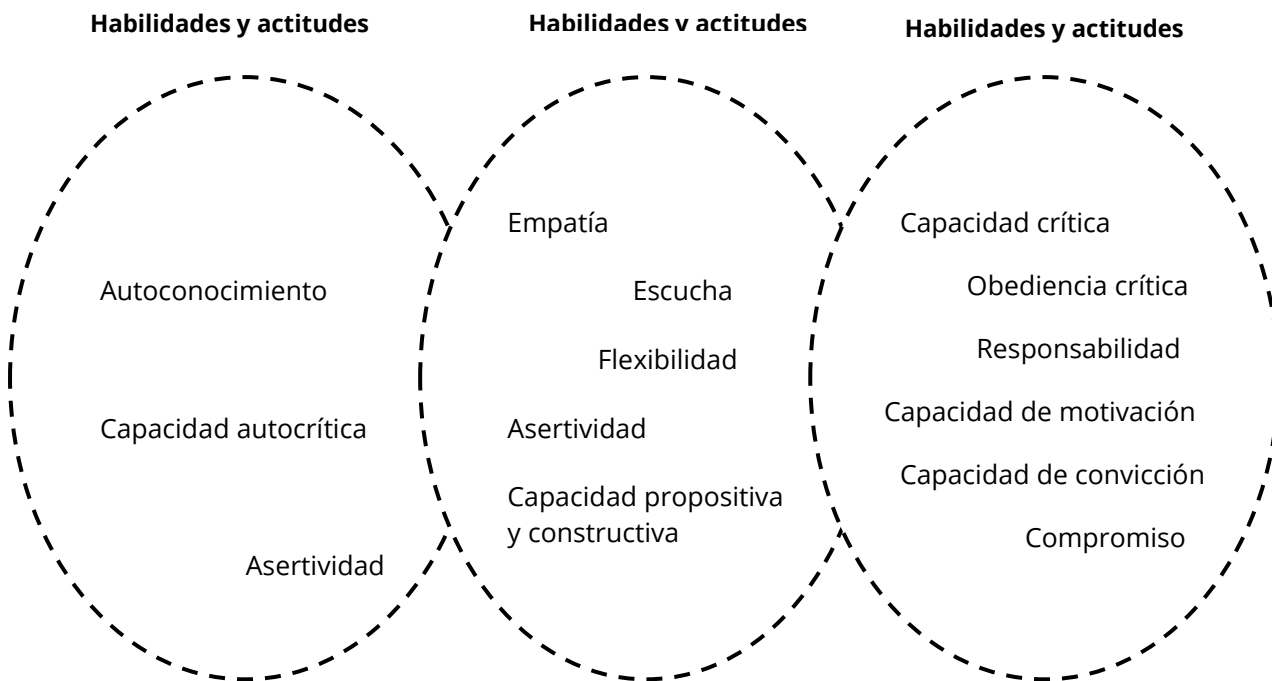 Habilidades y actitudes
Autoconocimiento
Capacidad autocrítica
Asertividad
Habilidades y actitudes
Empatía
Escucha
Flexibilidad
Asertividad
Capacidad propositiva
y constructiva
Habilidades y actitudes
Capacidad crítica
Obediencia crítica
Responsabilidad
Capacidad de motivación
Capacidad de convicción
Compromiso